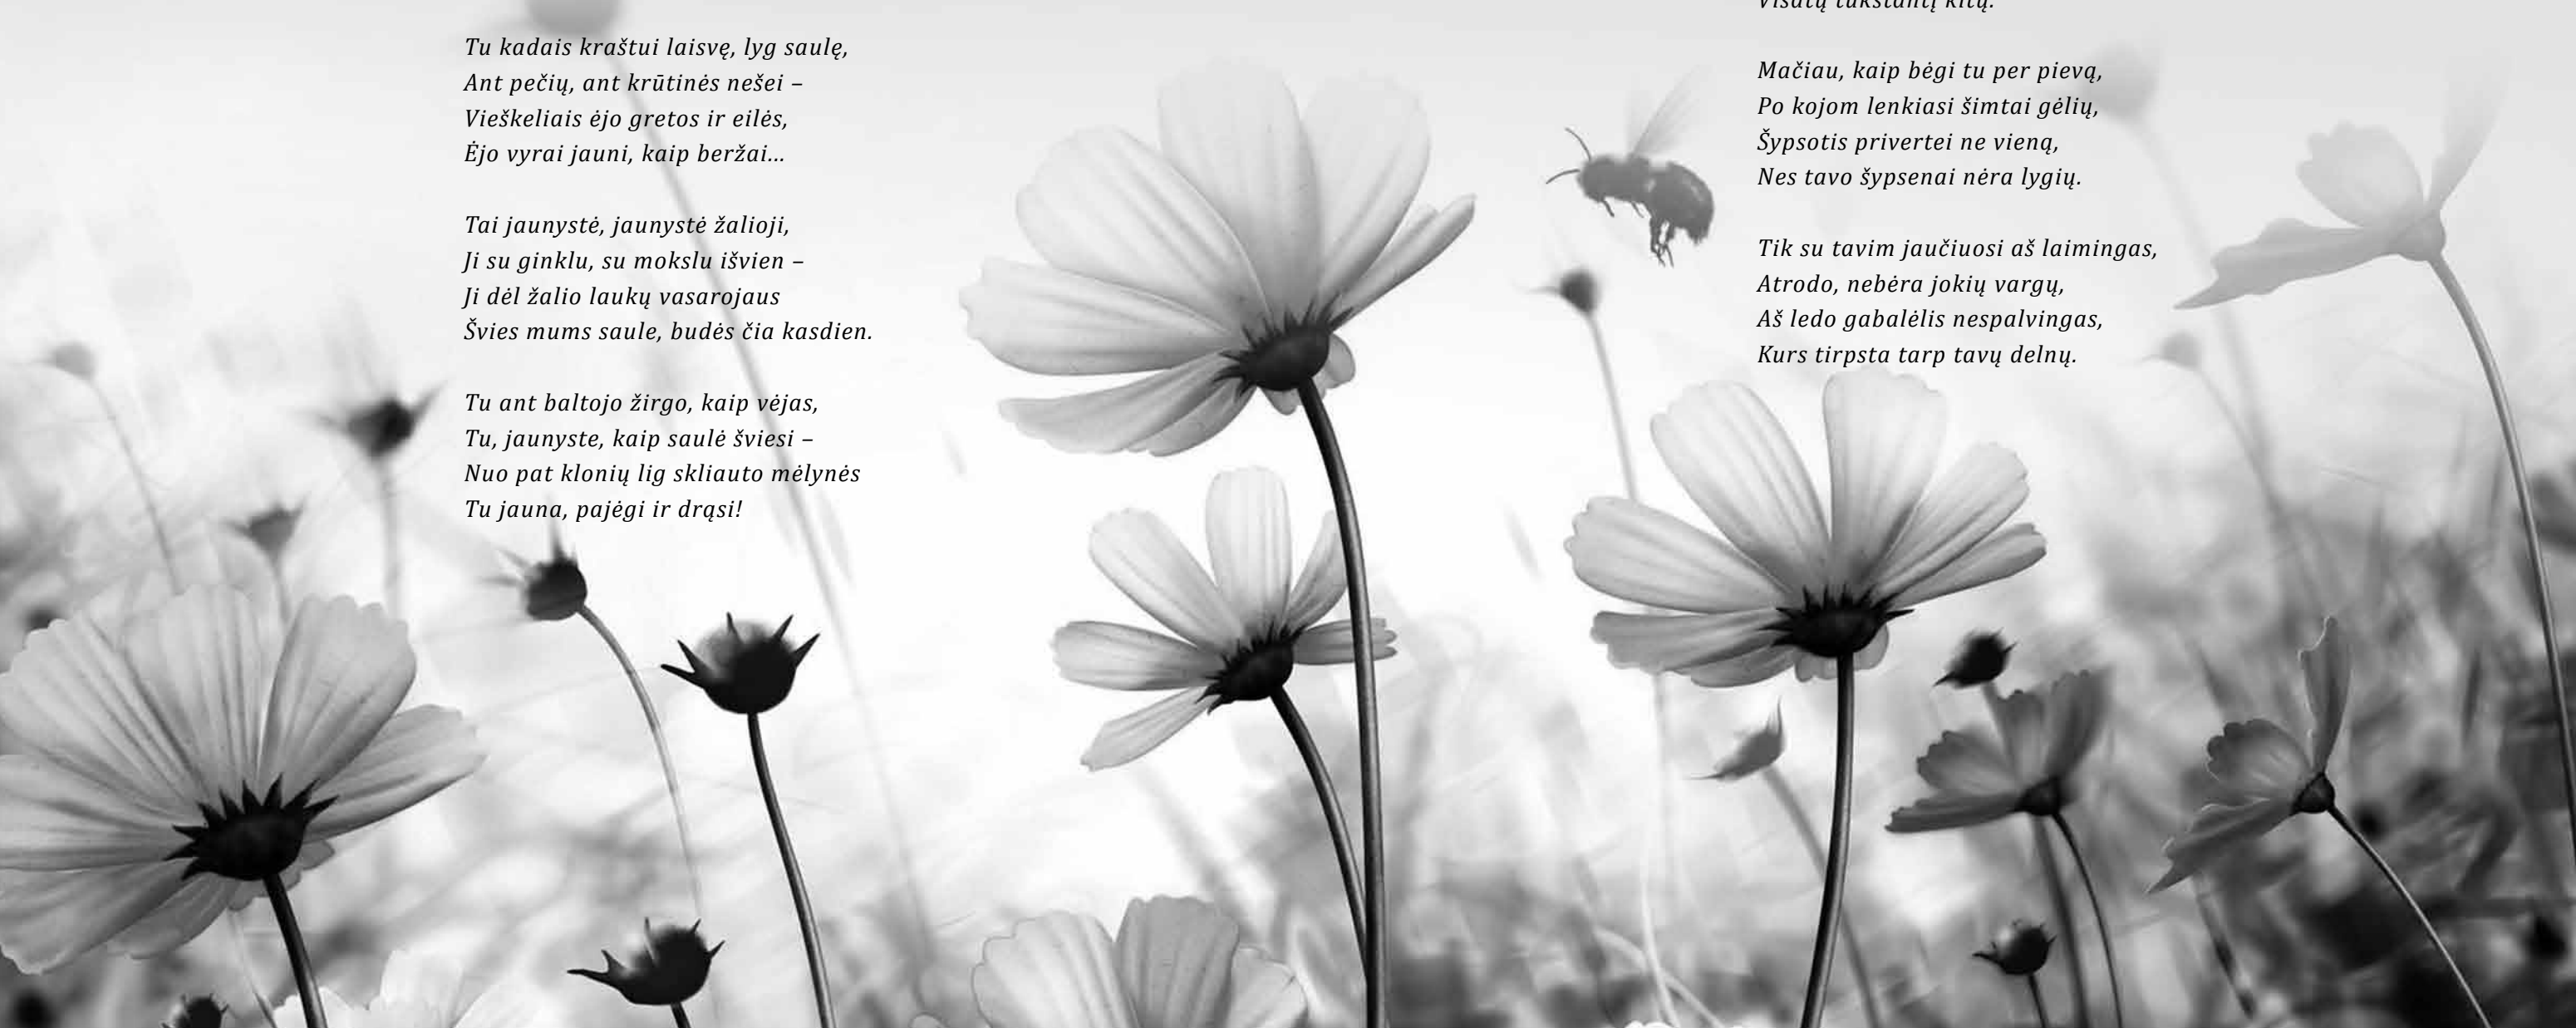 Tu kadais kraštui laisvę, lyg saulę,
Ant pečių, ant krūtinės nešei –
Vieškeliais ėjo gretos ir eilės,
Ėjo vyrai jauni, kaip beržai...

Tai jaunystė, jaunystė žalioji,
Ji su ginklu, su mokslu išvien –
Ji dėl žalio laukų vasarojaus
Švies mums saule, budės čia kasdien.

Tu ant baltojo žirgo, kaip vėjas,
Tu, jaunyste, kaip saulė šviesi –
Nuo pat klonių lig skliauto mėlynės
Tu jauna, pajėgi ir drąsi!

Visatų tūkstantį kitų.

Mačiau, kaip bėgi tu per pievą,
Po kojom lenkiasi šimtai gėlių,
Šypsotis privertei ne vieną,
Nes tavo šypsenai nėra lygių.

Tik su tavim jaučiuosi aš laimingas,
Atrodo, nebėra jokių vargų,
Aš ledo gabalėlis nespalvingas,
Kurs tirpsta tarp tavų delnų.